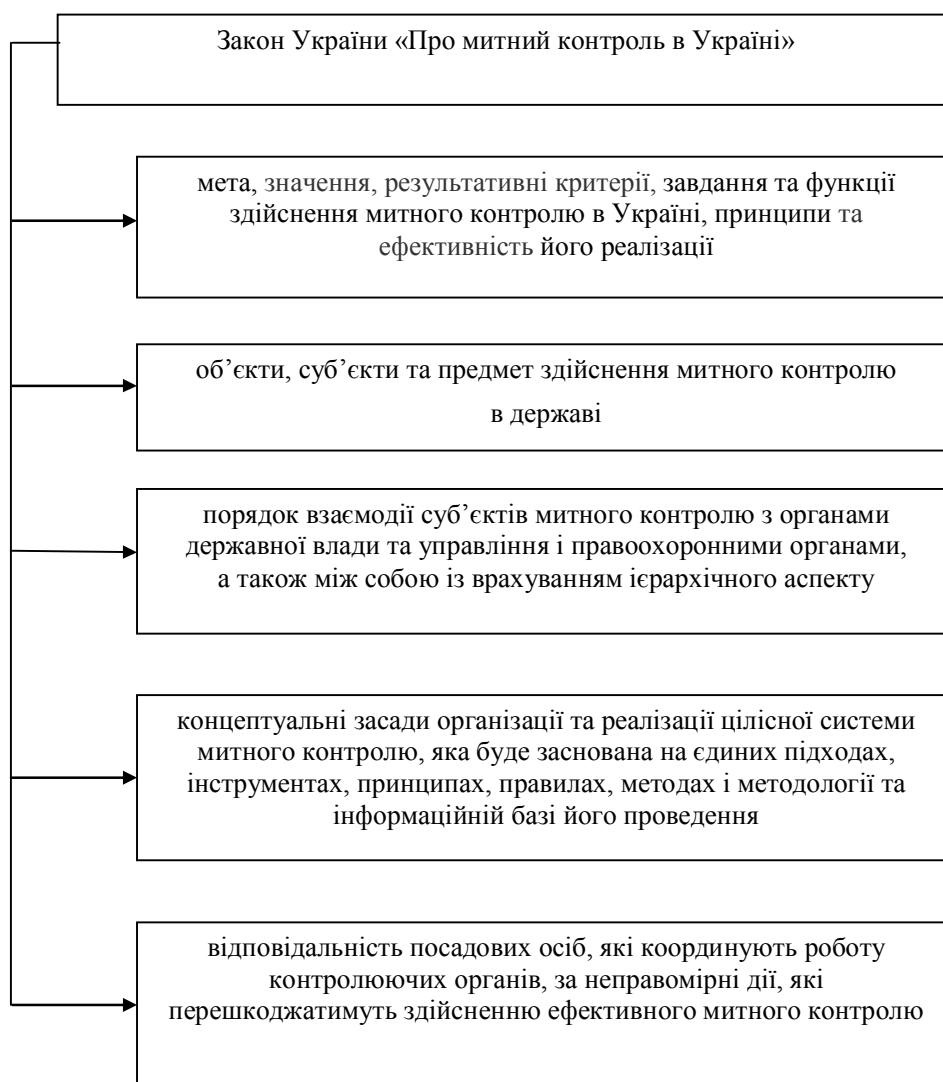 Закон України «Про митний контроль в Україні»
мета, значення, результативні критерії, завдання та функції
здійснення митного контролю в Україні, принципи та
ефективність його реалізації
об’єкти, суб’єкти та предмет здійснення митного контролю
в державі
порядок взаємодії суб’єктів митного контролю з органами
державної влади та управління і правоохоронними органами,
а також між собою із врахуванням ієрархічного аспекту
концептуальні засади організації та реалізації цілісної системи
митного контролю, яка буде заснована на єдиних підходах,
інструментах, принципах, правилах, методах і методології та
інформаційній базі його проведення
відповідальність посадових осіб, які координують роботу
контролюючих органів, за неправомірні дії, які
перешкоджатимуть здійсненню ефективного митного контролю